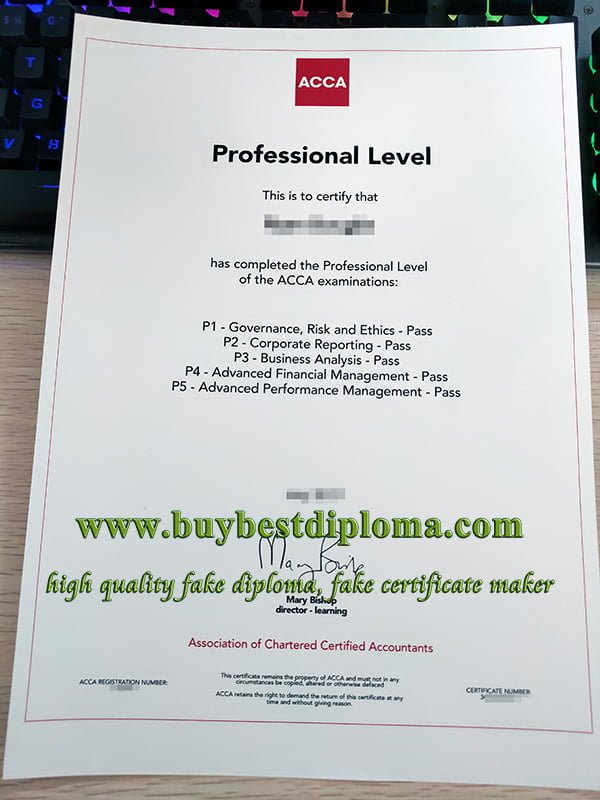 T
G
V
B
ACCA
Professional Level
This is to certify that
has completed the Professional Level
of the ACCA examinations:
P1 - Governance, Risk and Ethics - Pass
P2 - Corporate Reporting - Pass
P3 - Business Analysis - Pass
P4 - Advanced Financial Management - Pass
P5 - Advanced Performance Management - Pass
www.buybestdiploma.com
high quality fake diploma, fake certificate maker
Mary Bishop
director - learning
Association of Chartered Certified Accountants
ACCA REGISTRATION NUMBER:
This certificate remains the property of ACCA and must not in any
circumstances be copied, altered or otherwise defaced
ACCA retains the right to demand the return of this certificate at any
time and without giving reason.
CERTIFICATE NUMBER: